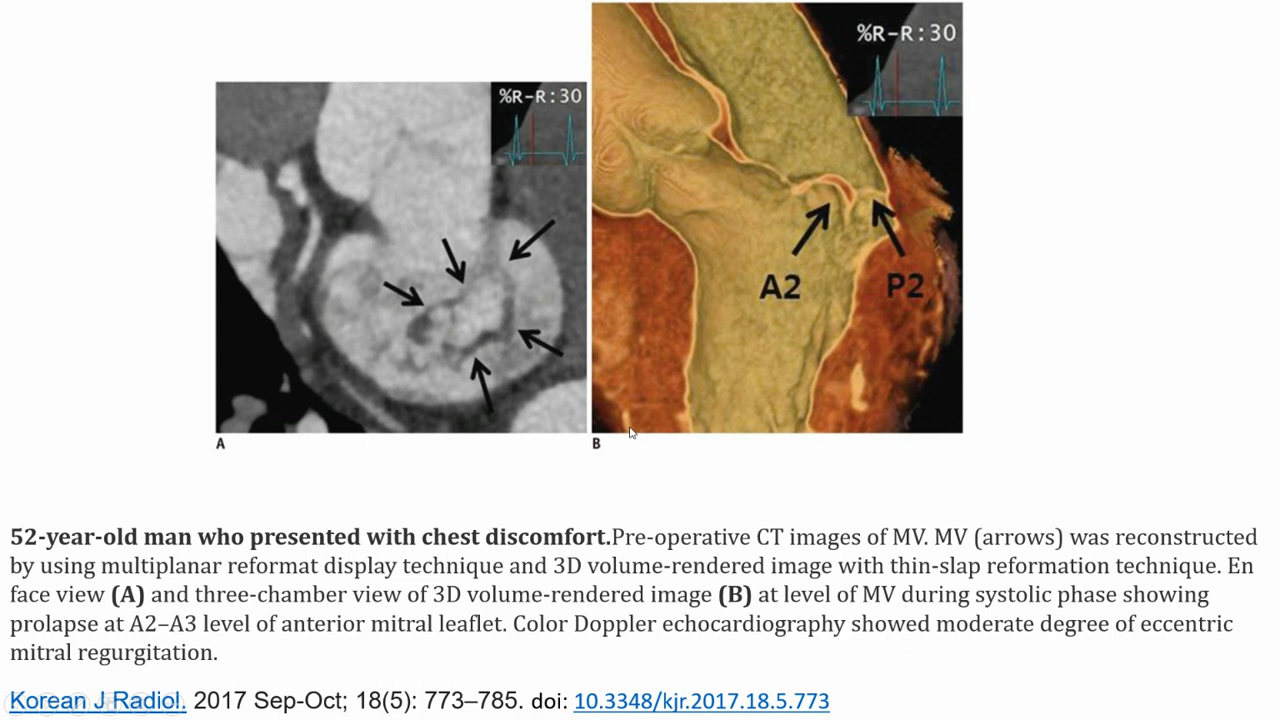 %R-R:30
%R-R:30
A2
P2
A
B
52-year-old man who presented with chest discomfort.Pre-operative CT images of MV. MV (arrows) was reconstructed
by using multiplanar reformat display technique and 3D volume-rendered image with thin-slap reformation technique. En
face view (A) and three-chamber view of 3D volume-rendered image (B) at level of MV during systolic phase showing
prolapse at A2–A3 level of anterior mitral leaflet. Color Doppler echocardiography showed moderate degree of eccentric
mitral regurgitation.
Korean J Radiol. 2017 Sep-Oct; 18(5): 773–785. doi: 10.3348/kjr.2017.18.5.773